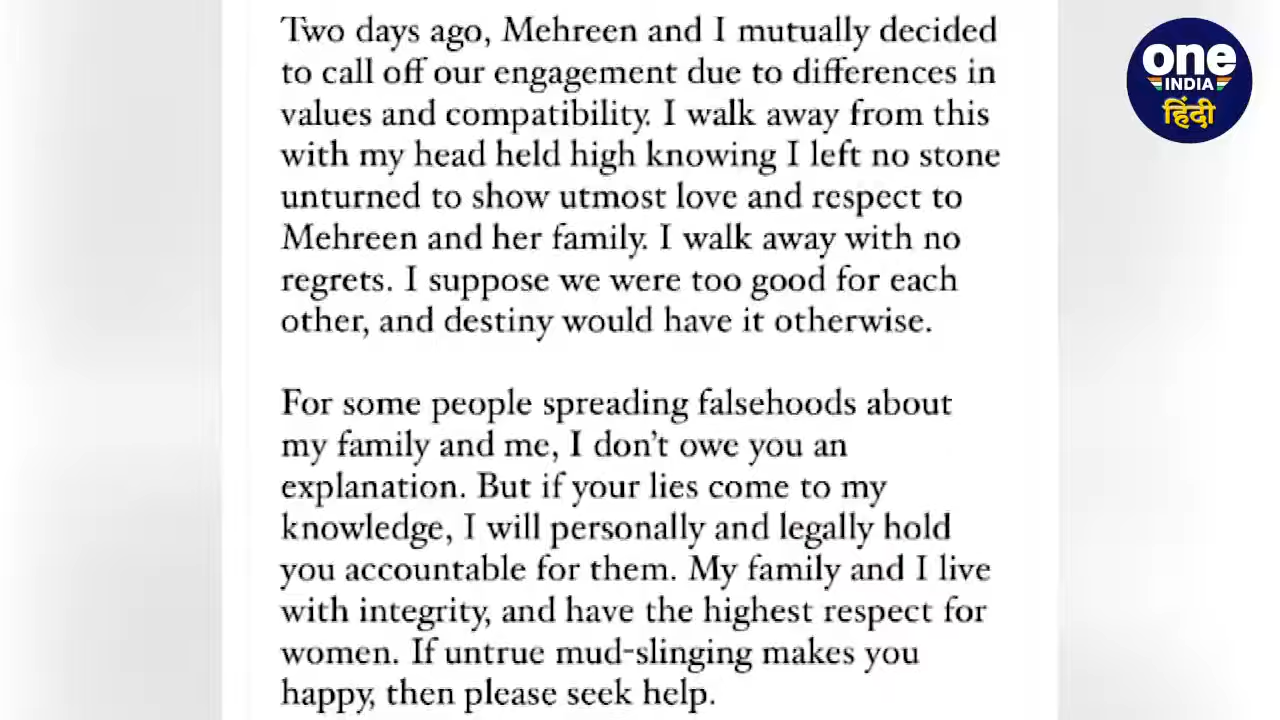 Two days ago, Mehreen and I mutually decided
to call off our engagement due to differences in
values and compatibility. I walk away from this
with my head held high knowing I left no stone
unturned to show utmost love and respect to
Mehreen and her family. I walk away with no
regrets. I suppose we were too good for each
other, and destiny would have it otherwise.
For some people spreading falsehoods about
my family and me, I don't owe you an
explanation. But if your lies come to my
knowledge, I will personally and legally hold
you accountable for them. My family and I live
with integrity, and have the highest respect for
women. If untrue mud-slinging makes you
happy, then please seek help.
one
INDIA
हिंदी